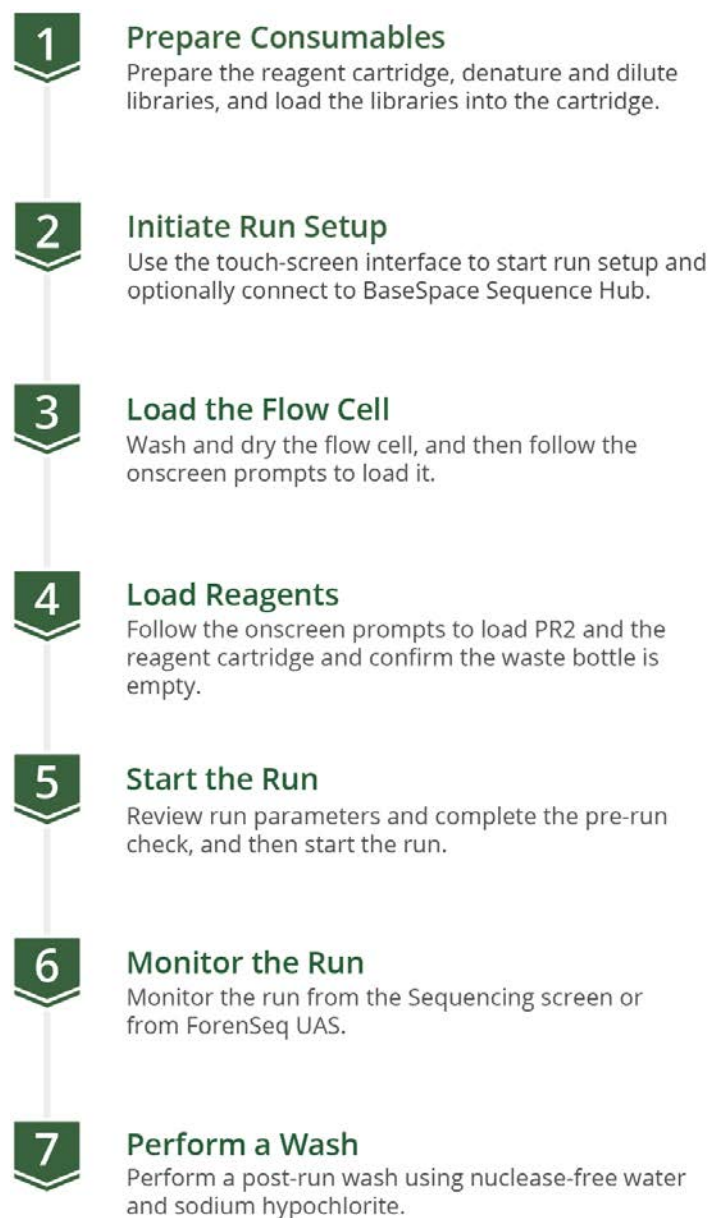 1
Prepare Consumables
Prepare the reagent cartridge, denature and dilute
libraries, and load the libraries into the cartridge.
2
Initiate Run Setup
Use the touch-screen interface to start run setup and
optionally connect to BaseSpace Sequence Hub.
3
Load the Flow Cell
Wash and dry the flow cell, and then follow the
onscreen prompts to load it.
4
Load Reagents
Follow the onscreen prompts to load PR2 and the
reagent cartridge and confirm the waste bottle is
empty.
5
Start the Run
Review run parameters and complete the pre-run
check, and then start the run.
6
Monitor the Run
Monitor the run from the Sequencing screen or
from ForenSeq UAS.
7
Perform a Wash
Perform a post-run wash using nuclease-free water
and sodium hypochlorite.